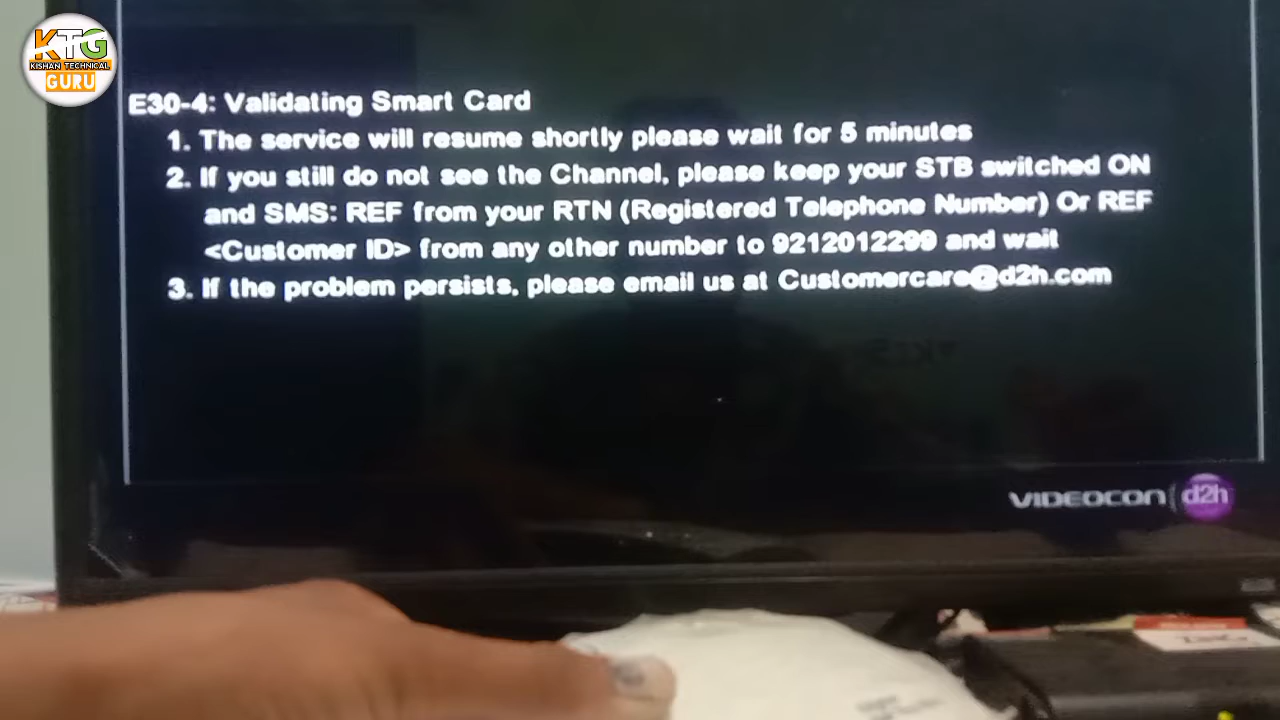 KTG
KISHAN TECHNICAL
GURU
E30-4: Validating Smart Card
1. The service will resume shortly please wait for 5 minutes
2. If you still do not see the Channel, please keep your STB switched ON
and SMS: REF from your RTN (Registered Telephone Number) Or REF
<Customer ID> from any other number to 9212012299 and wait
3. If the problem persists, please email us at Customercare@d2h.com
VIDEOCON d2h